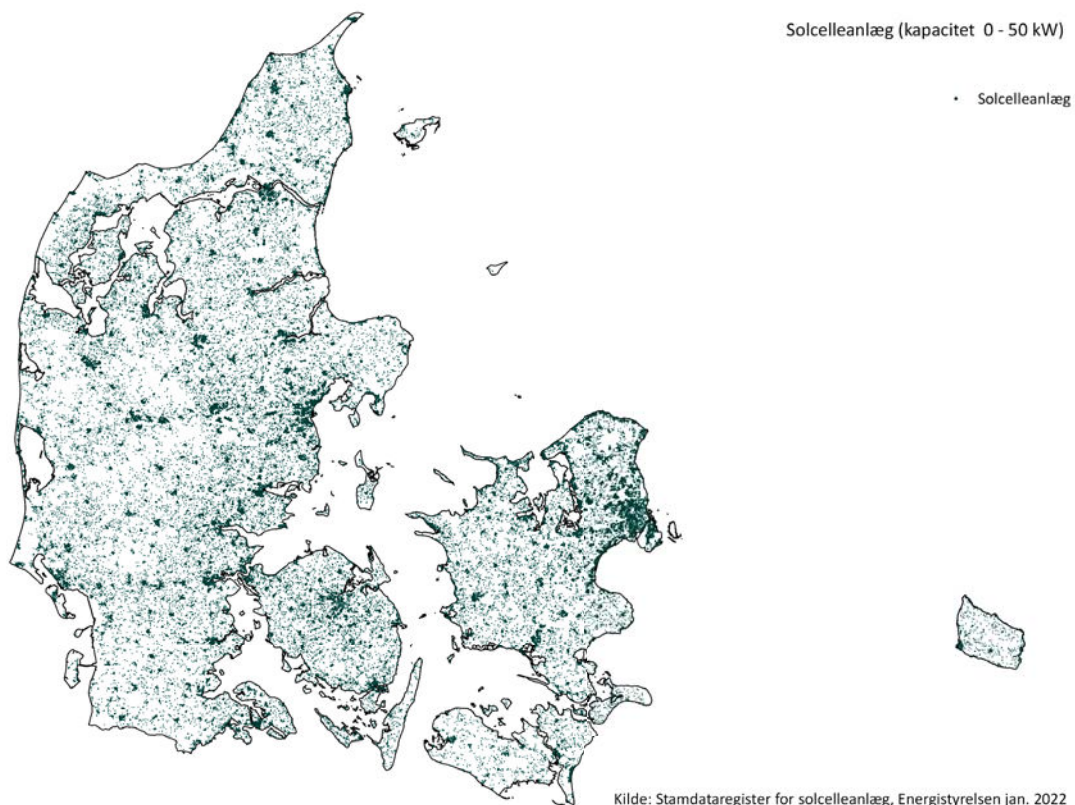 Solcelleanlæg (kapacitet 0 - 50 kW)
Solcelleanlæg
Kilde: Stamdataregister for solcelleanlæg, Energistyrelsen jan. 2022